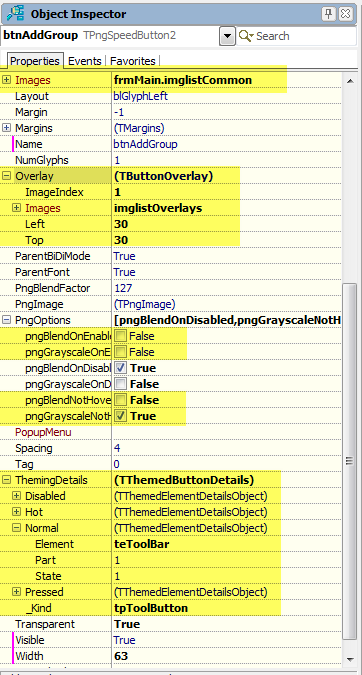 Object Inspector
btnAddGroup TPngSpeedButton2 Search
Properties Events Favorites
Images frmMain.imglistCommon
Layout blGlyphLeft
Margin -1
Margins (TMargins)
Name btnAddGroup
NumGlyphs 1
Overlay (TButtonOverlay)
ImageIndex 1
Images imglistOverlays
Left 30
Top 30
ParentBiDiMode True
ParentFont True
PngBlendFactor 127
PngImage (TPngImage)
PngOptions [pngBlendOnDisabled,pngGrayscaleNotH
pngBlendOnEnabl False
pngGrayscaleOnE False
pngBlendOnDisabl True
pngGrayscaleOnD False
pngBlendNotHove False
pngGrayscaleNotH True
PopupMenu
Spacing 4
Tag 0
ThemingDetails (TThemedButtonDetails)
Disabled (TThemedElementDetailsObject)
Hot (TThemedElementDetailsObject)
Normal (TThemedElementDetailsObject)
Element teToolBar
Part 1
State 1
Pressed (TThemedElementDetailsObject)
_Kind tpToolButton
Transparent True
Visible True
Width 63